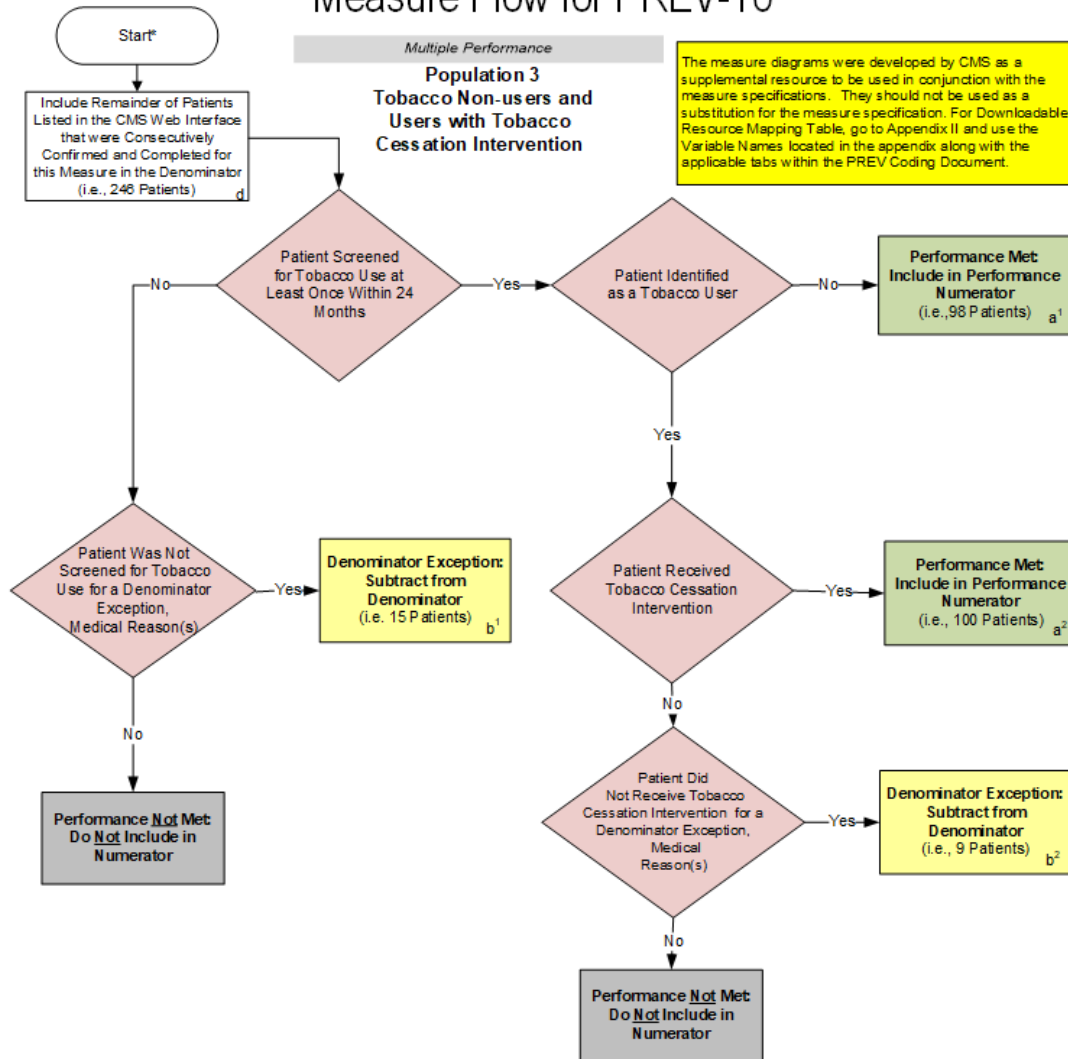 Measure Flow for PREV-10
Start*
Multiple Performance
Population 3
Tobacco Non-users and
Users with Tobacco
Cessation Intervention
The measure diagrams were developed by CMS as a
supplemental resource to be used in conjunction with the
measure specifications. They should not be used as a
substitution for the measure specification. For Downloadable
Resource Mapping Table, go to Appendix II and use the
Variable Names located in the appendix along with the
applicable tabs within the PREV Coding Document.
Include Remainder of Patients
Listed in the CMS Web Interface
that were Consecutively
Confirmed and Completed for
this Measure in the Denominator
(i.e., 246 Patients)
d
Patient Screened
for Tobacco Use at
Least Once Within 24
Months
No
Yes
Patient Identified
as a Tobacco User
No
Performance Met:
Include in Performance
Numerator
(i.e.,98 Patients) a¹
Yes
Patient Was Not
Screened for Tobacco
Use for a Denominator
Exception,
Medical Reason(s)
Yes
Denominator Exception:
Subtract from
Denominator
(i.e. 15 Patients) b¹
Patient Received
Tobacco Cessation
Intervention
Yes
Performance Met:
Include in Performance
Numerator
(i.e., 100 Patients) a²
No
No
Performance Not Met:
Do Not Include in
Numerator
Patient Did
Not Receive Tobacco
Cessation Intervention for a
Denominator Exception,
Medical
Reason(s)
Yes
Denominator Exception:
Subtract from
Denominator
(i.e., 9 Patients) b²
No
Performance Not Met:
Do Not Include in
Numerator